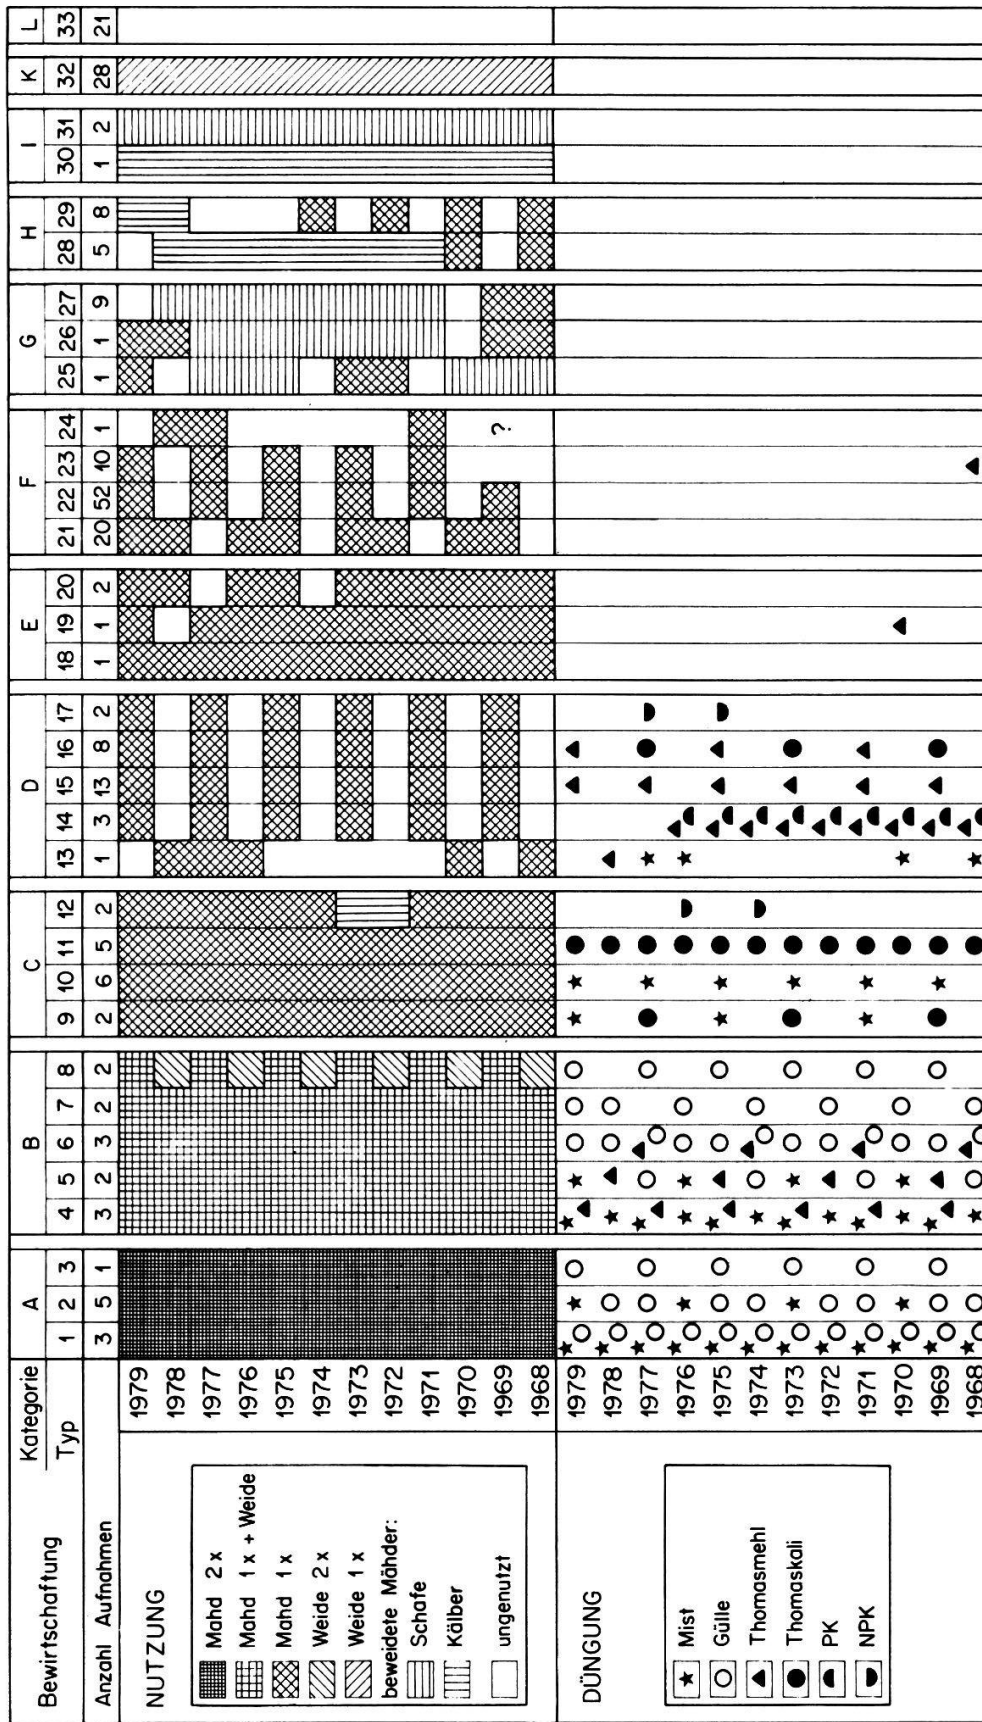 Bewirtschaftung
Kategorie A B C D E F G H I K L
Typ 1 2 3 4 5 6 7 8 9 10 11 12 13 14 15 16 17 18 19 20 21 22 23 24 25 26 27 28 29 30 31 32 33
Anzahl Aufnahmen 3 5 1 3 2 3 2 2 2 6 5 2 1 3 13 8 2 1 1 2 20 52 10 1 1 1 9 5 8 1 2 28 21
NUTZUNG
Mahd 2 x
Mahd 1 x + Weide
Mahd 1 x
Weide 2 x
Weide 1 x
beweidete Mähder:
Schafe
Kälber
ungenutzt
1979
1978
1977
1976
1975
1974
1973
1972
1971
1970
?
1969
1968
DÜNGUNG
Mist
Gülle
Thomasmehl
Thomaskali
PK
NPK
1979
1978
1977
1976
1975
1974
1973
1972
1971
1970
1969
1968